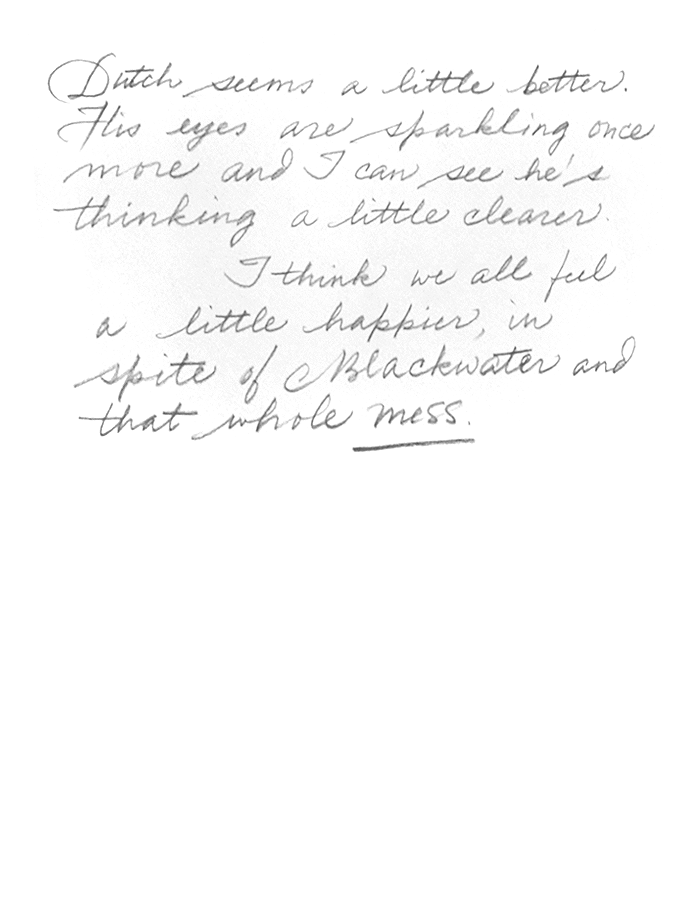 Dutch seems a little better.
His eyes are sparkling once
more and I can see he's
thinking a little clearer.
I think we all feel
a little happier, in
spite of Blackwater and
that whole mess.